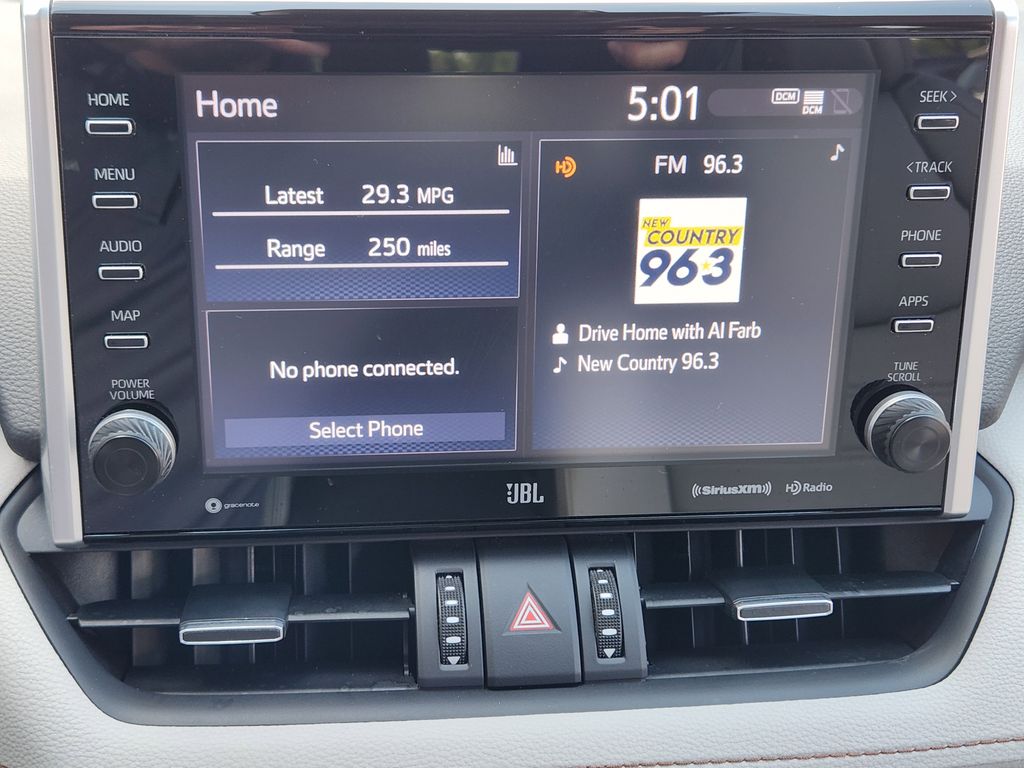 HOME
MENU
AUDIO
MAP
POWER
VOLUME
Home
5:01
DCM
DCM
Latest 29.3 MPG
Range 250 miles
No phone connected.
Select Phone
HD
FM 96.3
NEW
COUNTRY
96.3
Drive Home with Al Farb
New Country 96.3
SEEK>
<TRACK
PHONE
APPS
TUNE
SCROLL
gracenote
JBL
((SiriusXM))
HD Radio